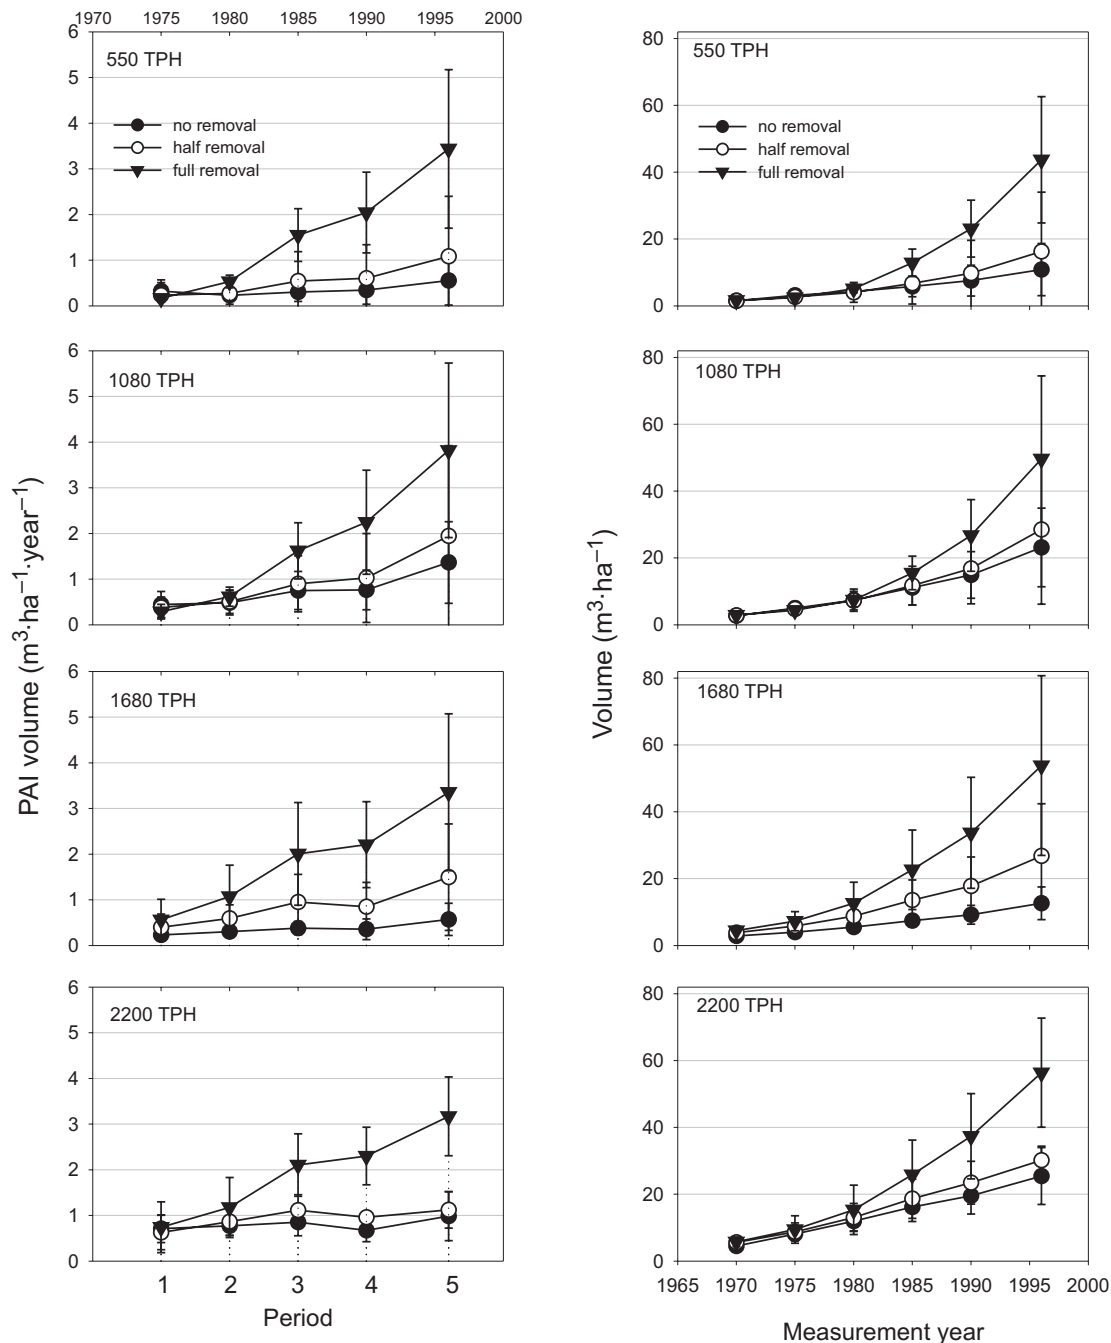 1970 1975 1980 1985 1990 1995 2000
6
5
4
3
2
1
0
550 TPH
no removal
half removal
full removal
80
60
40
20
0
550 TPH
no removal
half removal
full removal
6
5
4
3
2
1
0
1080 TPH
80
60
40
20
0
1080 TPH
PAI volume (m³·ha⁻¹·year⁻¹)
Volume (m³·ha⁻¹)
6
5
4
3
2
1
0
1680 TPH
80
60
40
20
0
1680 TPH
6
5
4
3
2
1
0
2200 TPH
1 2 3 4 5
Period
80
60
40
20
0
2200 TPH
1965 1970 1975 1980 1985 1990 1995 2000
Measurement year